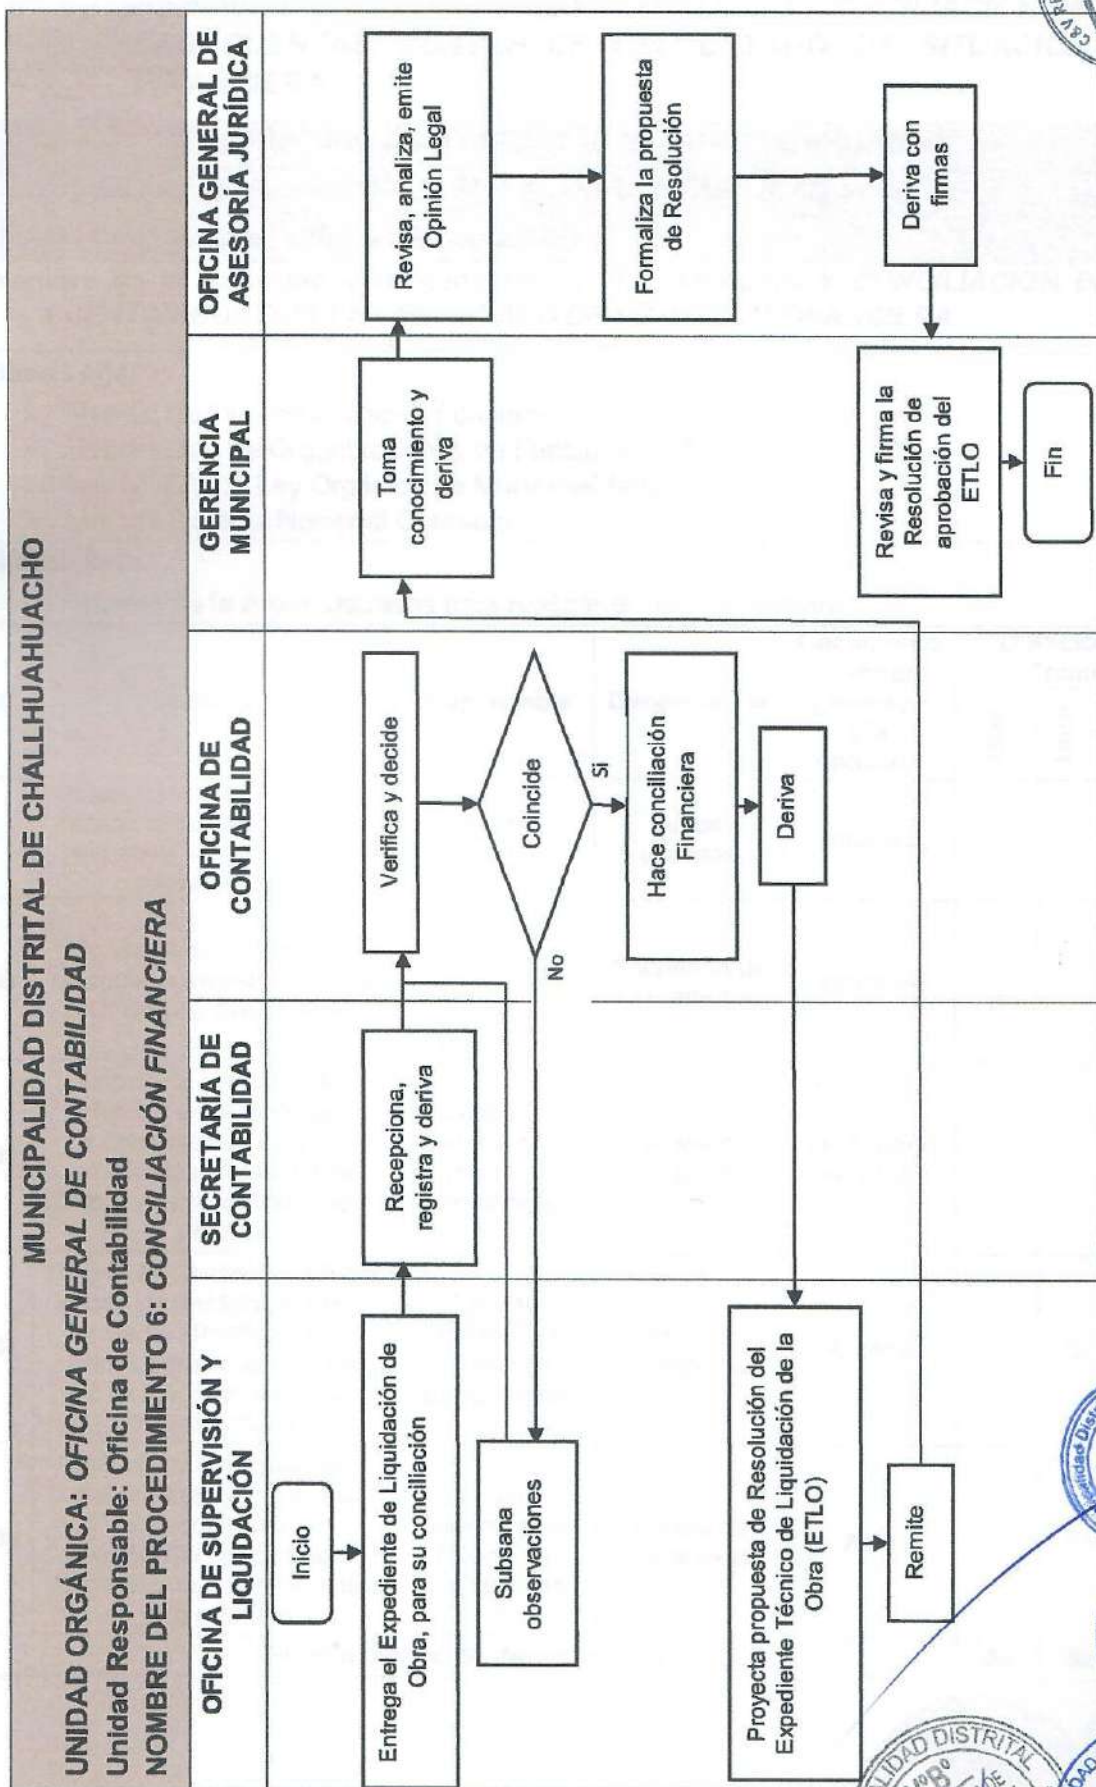 MUNICIPALIDAD DISTRITAL DE CHALLHUAHUACHO
UNIDAD ORGÁNICA: OFICINA GENERAL DE CONTABILIDAD
Unidad Responsable: Oficina de Contabilidad
NOMBRE DEL PROCEDIMIENTO 6: CONCILIACIÓN FINANCIERA
OFICINA DE SUPERVISIÓN Y
LIQUIDACIÓN
SECRETARÍA DE
CONTABILIDAD
OFICINA DE
CONTABILIDAD
GERENCIA
MUNICIPAL
OFICINA GENERAL DE
ASESORÍA JURÍDICA
Inicio
Entrega el Expediente de Liquidación de
Obra, para su conciliación
Recepciona,
registra y deriva
Verifica y decide
Coincide
No
Si
Subsana
observaciones
Hace conciliación
Financiera
Deriva
Proyecta propuesta de Resolución del
Expediente Técnico de Liquidación de la
Obra (ETLO)
Remite
Toma
conocimiento y
deriva
Revisa, analiza, emite
Opinión Legal
Formaliza la propuesta
de Resolución
Deriva con
firmas
Revisa y firma la
Resolución de
aprobación del
ETLO
Fin
DISTRITAL